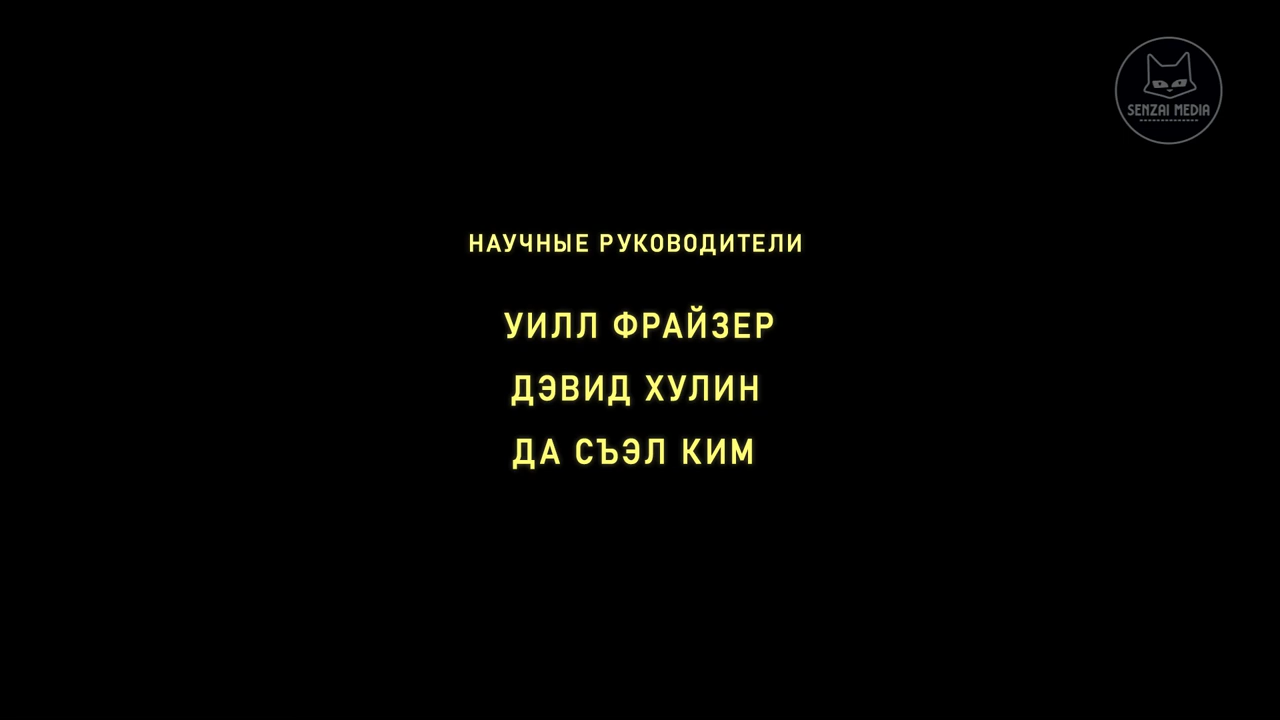 SENZAI MEDIA
НАУЧНЫЕ РУКОВОДИТЕЛИ
УИЛЛ ФРАЙЗЕР
ДЭВИД ХУЛИН
ДА СЪЭЛ КИМ